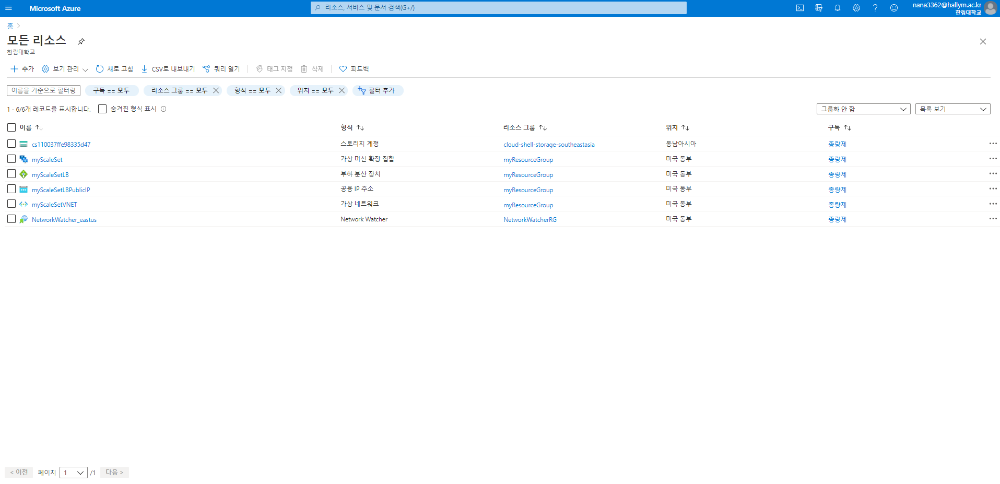 Microsoft Azure 리소스, 서비스 및 문서 검색(G+/) nana3362@hallym.ac.kr
한림대학교
홈 >
모든 리소스
한림대학교
추가 보기 관리 새로 고침 CSV로 내보내기 쿼리 열기 태그 지정 삭제 피드백
이름을 기준으로 필터링. 구독 == 모두 리소스 그룹 == 모두 형식 == 모두 위치 == 모두 필터 추가
1 - 6/6개 레코드를 표시합니다. 숨겨진 형식 표시 그룹화 안 함 목록 보기
이름 형식 리소스 그룹 위치 구독
cs110037ffe98335d47 스토리지 계정 cloud-shell-storage-southeastasia 동남아시아 종량제
myScaleSet 가상 머신 확장 집합 myResourceGroup 미국 동부 종량제
myScaleSetLB 부하 분산 장치 myResourceGroup 미국 동부 종량제
myScaleSetLBPublicIP 공용 IP 주소 myResourceGroup 미국 동부 종량제
myScaleSetVNET 가상 네트워크 myResourceGroup 미국 동부 종량제
NetworkWatcher_eastus Network Watcher NetworkWatcherRG 미국 동부 종량제
< 이전 페이지 1 /1 다음 >